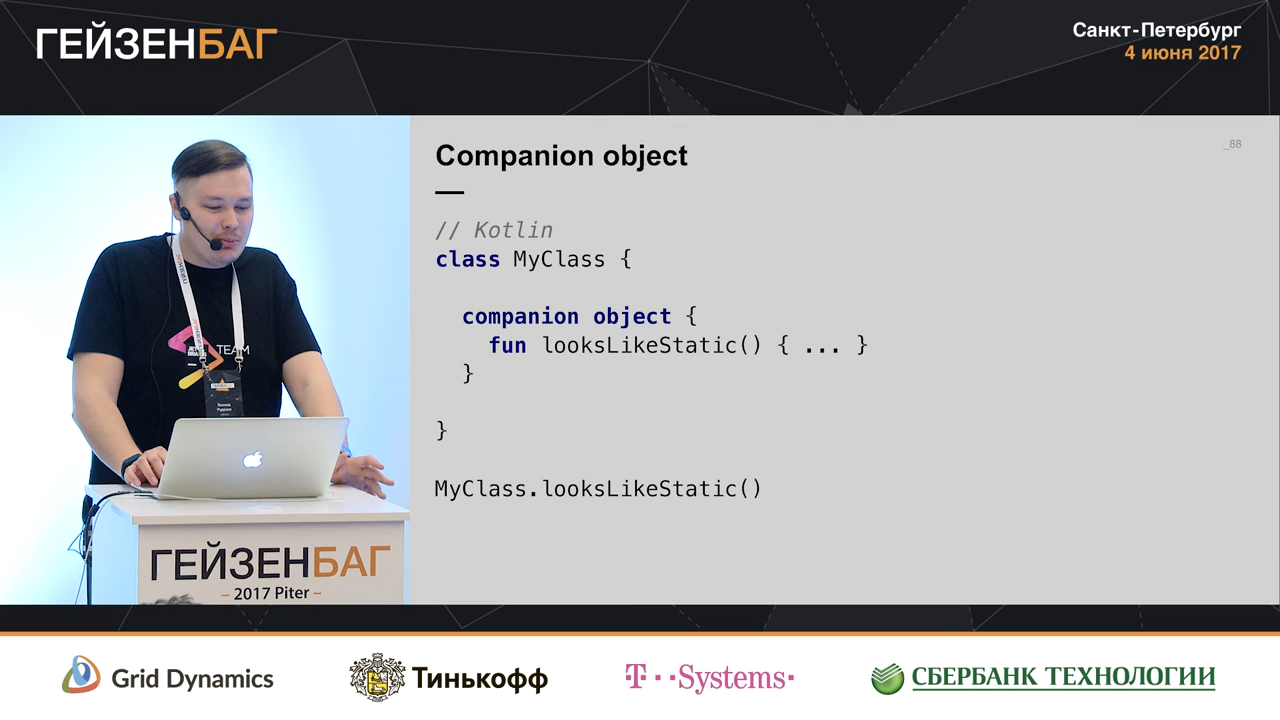 ГЕЙЗЕНБАГ
Санкт-Петербург
4 июня 2017
Companion object
_88
// Kotlin
class MyClass {
companion object {
fun looksLikeStatic() { ... }
}
}
MyClass.looksLikeStatic()
TEAM
ГЕЙЗЕНБАГ
– 2017 Piter –
Grid Dynamics
Тинькофф
T··Systems·
СБЕРБАНК ТЕХНОЛОГИИ